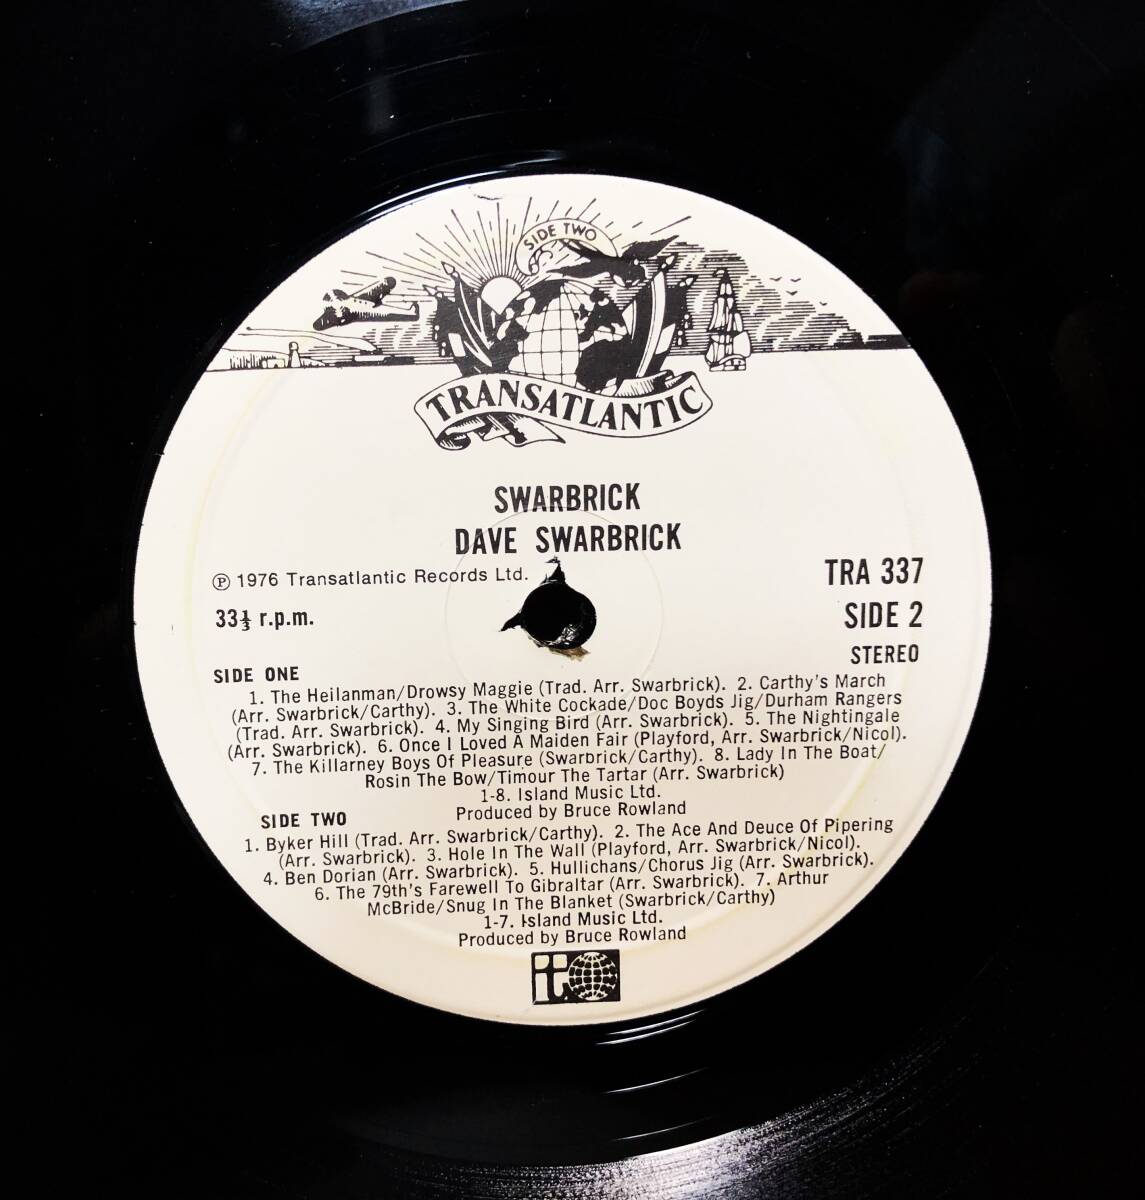 SIDE TWO
TRANSATLANTIC
SWARBRICK
DAVE SWARBRICK
℗ 1976 Transatlantic Records Ltd.
TRA 337
33⅓ r.p.m.
SIDE 2
STEREO
SIDE ONE
1. The Heilanman/Drowsy Maggie (Trad. Arr. Swarbrick). 2. Carthy's March
(Arr. Swarbrick/Carthy). 3. The White Cockade/Doc Boyds Jig/Durham Rangers
(Trad. Arr. Swarbrick). 4. My Singing Bird (Arr. Swarbrick). 5. The Nightingale
(Arr. Swarbrick). 6. Once I Loved A Maiden Fair (Playford, Arr. Swarbrick/Nicol).
7. The Killarney Boys Of Pleasure (Swarbrick/Carthy). 8. Lady In The Boat/
Rosin The Bow/Timour The Tartar (Arr. Swarbrick)
1-8. Island Music Ltd.
Produced by Bruce Rowland
SIDE TWO
1. Byker Hill (Trad. Arr. Swarbrick/Carthy). 2. The Ace And Deuce Of Pipering
(Arr. Swarbrick). 3. Hole In The Wall (Playford, Arr. Swarbrick/Nicol).
4. Ben Dorian (Arr. Swarbrick). 5. Hullichans/Chorus Jig (Arr. Swarbrick).
6. The 79th's Farewell To Gibraltar (Arr. Swarbrick). 7. Arthur
McBride/Snug In The Blanket (Swarbrick/Carthy)
1-7. Island Music Ltd.
Produced by Bruce Rowland
it